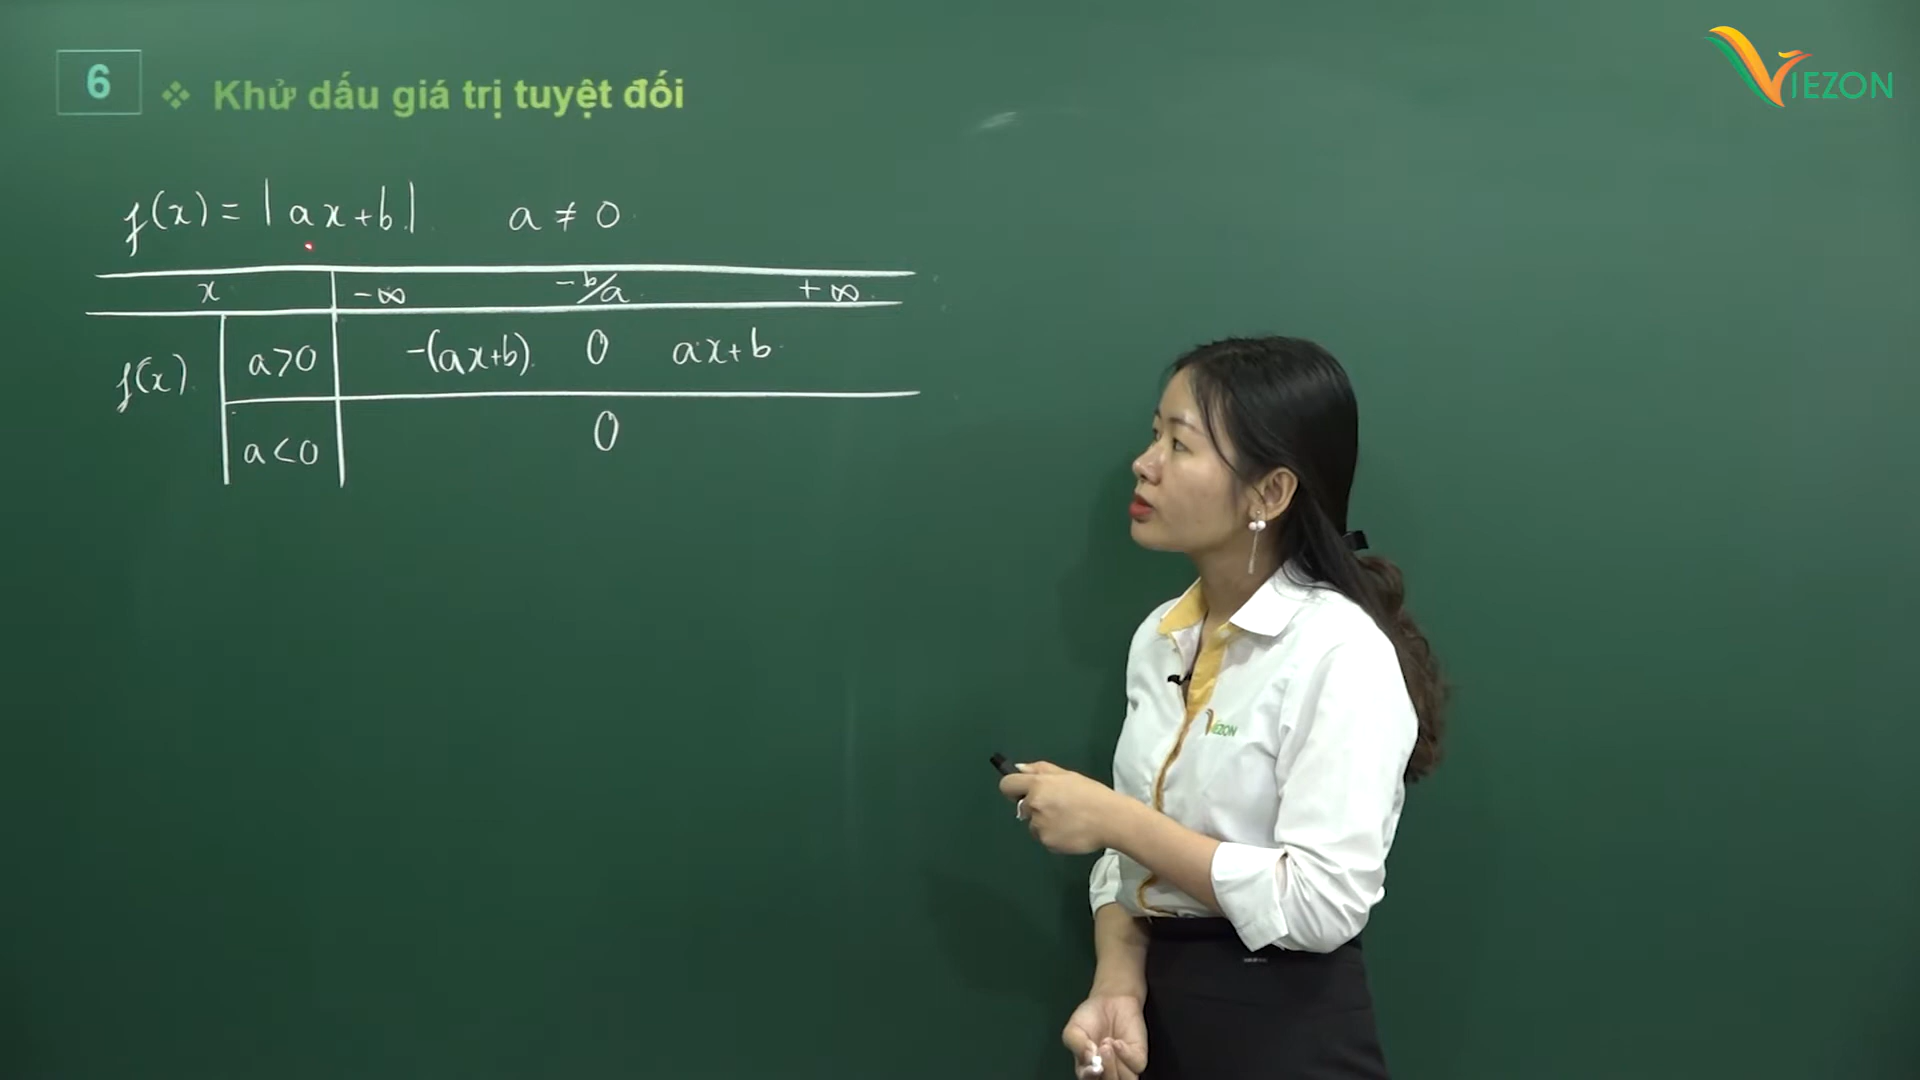 VIEZON
6 ❖ Khử dấu giá trị tuyệt đối
f(x) = |ax+b| a ≠ 0
x -∞ -b/a +∞
f(x) a>0 -(ax+b) 0 ax+b
a<0 0
VIEZON